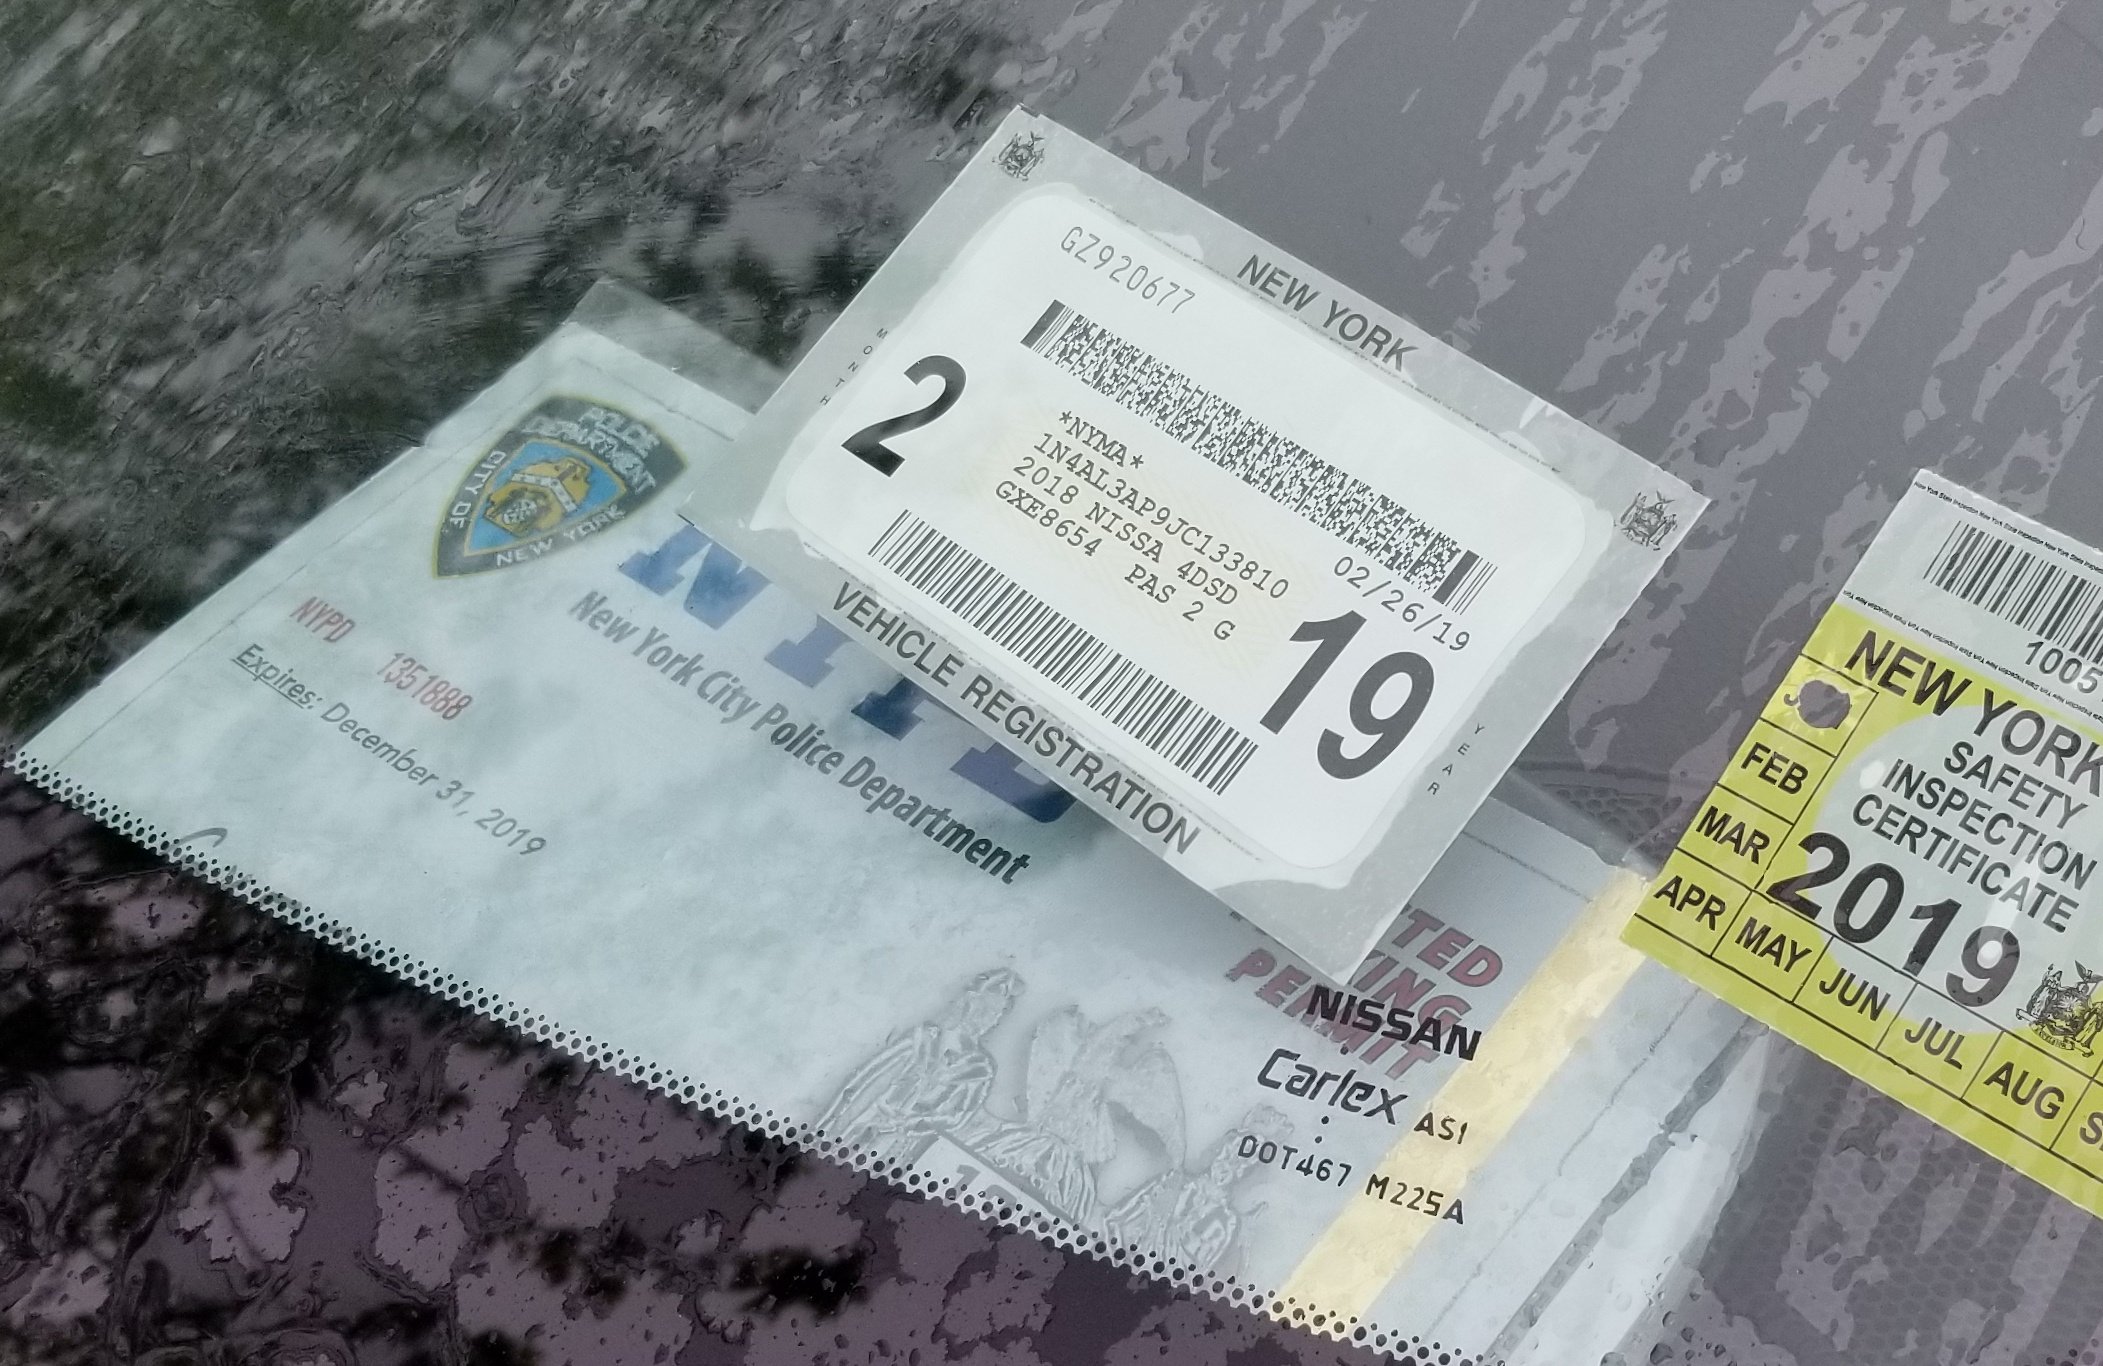 NEW YORK
GZ920677
MONTH
2
*NYMA*
1N4AL3AP9JC133810
2018 NISSA 4DSD
GXE8654 PAS 2 G
02/26/19
19
YEAR
VEHICLE REGISTRATION
POLICE
DEPARTMENT
CITY OF
NEW YORK
NYPD
New York City Police Department
NYPD 1351888
Expires: December 31, 2019
PERMIT
NISSAN
Carlex AS1
DOT467 M225A
NEW YORK
SAFETY
INSPECTION
CERTIFICATE
2019
FEB
MAR
APR
MAY
JUN
JUL
AUG